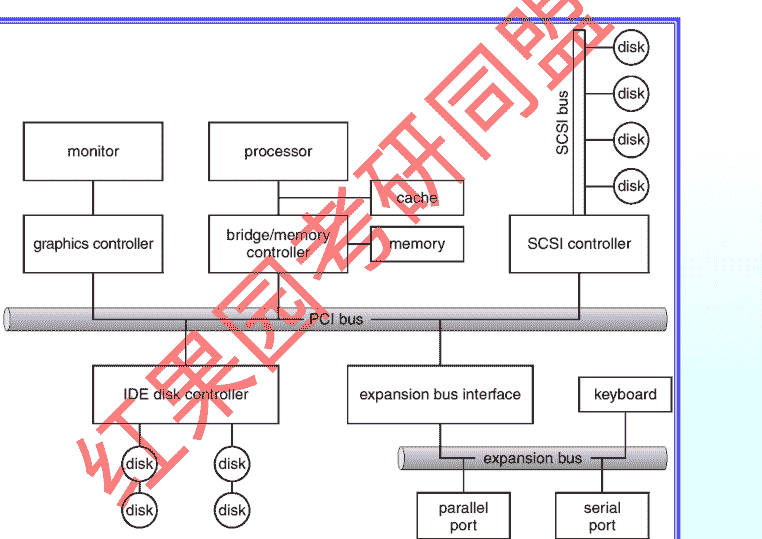 disk
disk
disk
disk
SCSI bus
monitor
processor
cache
graphics controller
bridge/memory
controller
memory
SCSI controller
PCI bus
IDE disk controller
expansion bus interface
keyboard
disk
disk
expansion bus
disk
disk
parallel
port
serial
port
红果园考研同盟